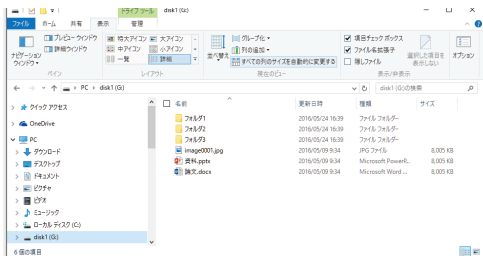 ドライブ ツール disk1 (G:)
ファイル ホーム 共有 表示 管理
ナビゲーション ウィンドウ
プレビュー ウィンドウ
詳細ウィンドウ
ペイン
特大アイコン 大アイコン
中アイコン 小アイコン
一覧 詳細
レイアウト
並べ替え
グループ化
列の追加
すべての列のサイズを自動的に変更する
現在のビュー
項目チェック ボックス
ファイル名拡張子
隠しファイル
選択した項目を表示しない
表示/非表示
オプション
PC > disk1 (G:)
disk1 (G:)の検索
名前 更新日時 種類 サイズ
クイック アクセス
OneDrive
PC
ダウンロード
デスクトップ
ドキュメント
ピクチャ
ビデオ
ミュージック
ローカル ディスク (C:)
disk1 (G:)
フォルダ1 2016/05/24 16:39 ファイル フォルダー
フォルダ2 2016/05/24 16:39 ファイル フォルダー
フォルダ3 2016/05/24 16:39 ファイル フォルダー
image0001.jpg 2016/05/09 9:34 JPG ファイル 8,005 KB
資料.pptx 2016/05/09 9:34 Microsoft PowerP... 8,005 KB
論文.docx 2016/05/09 9:34 Microsoft Word ... 8,005 KB
6 個の項目